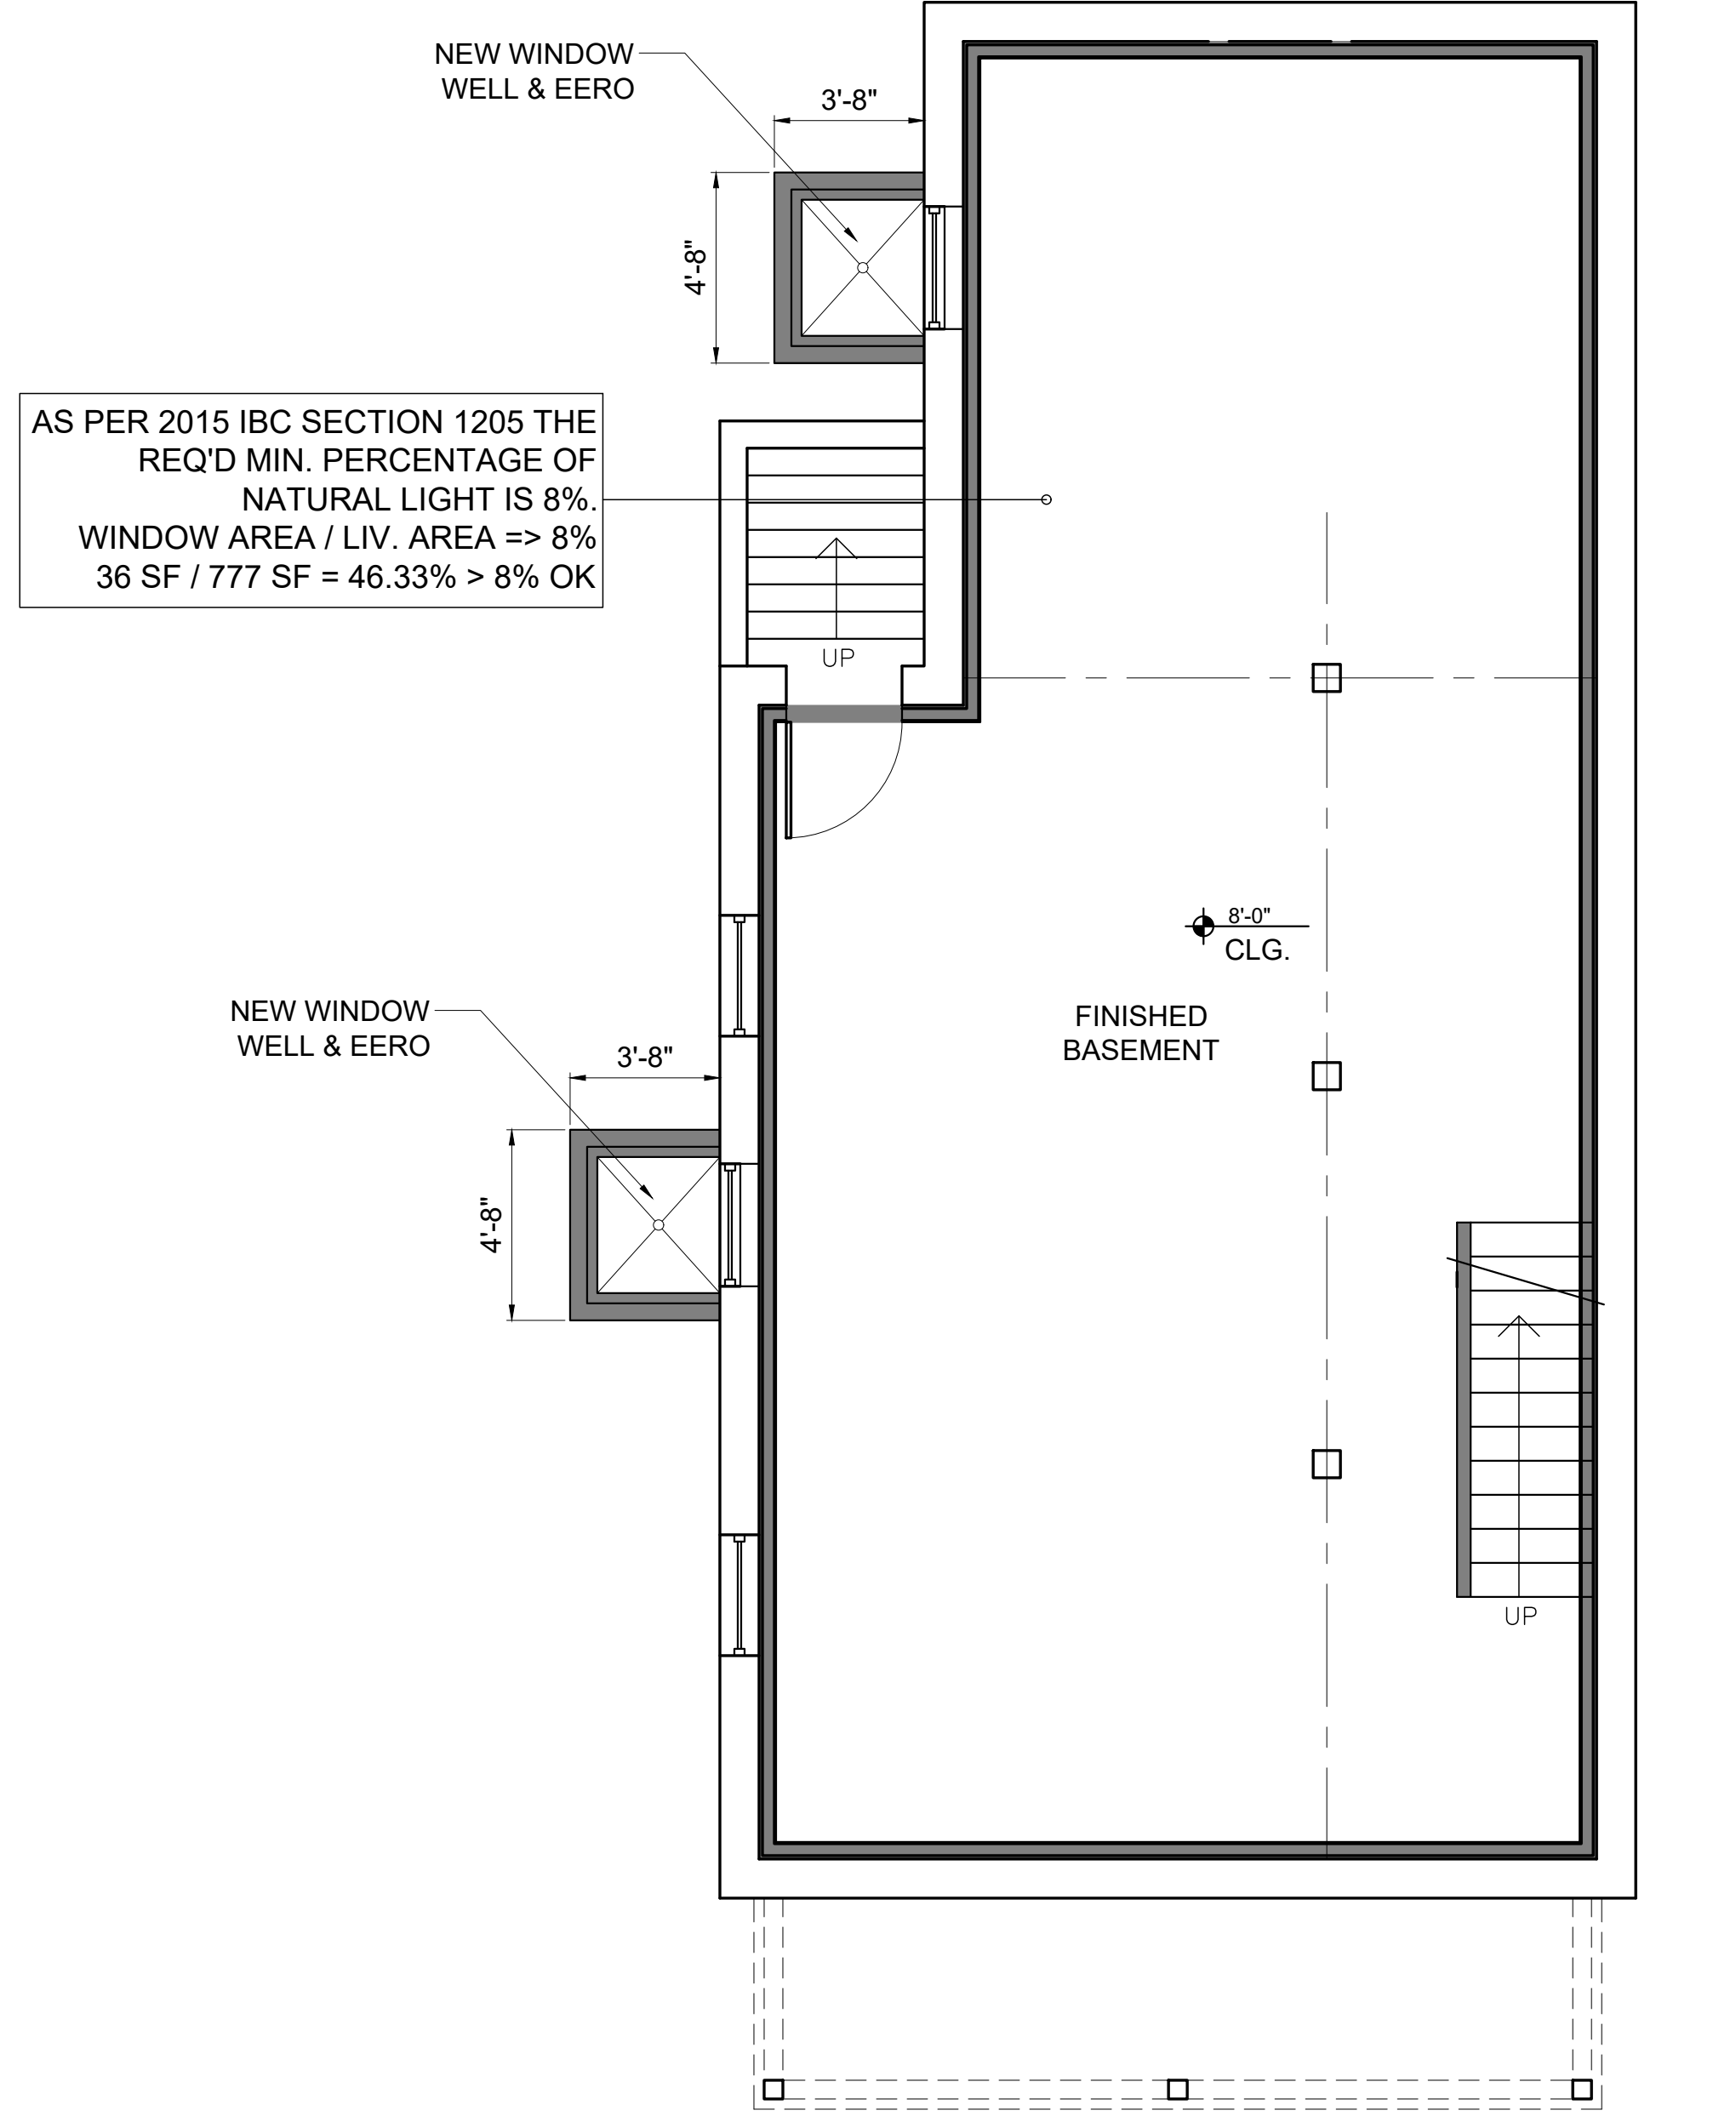 NEW WINDOW
WELL & EERO
3'-8"
4'-8"
AS PER 2015 IBC SECTION 1205 THE
REQ'D MIN. PERCENTAGE OF
NATURAL LIGHT IS 8%.
WINDOW AREA / LIV. AREA => 8%
36 SF / 777 SF = 46.33% > 8% OK
UP
8'-0"
CLG.
FINISHED
BASEMENT
NEW WINDOW
WELL & EERO
3'-8"
4'-8"
UP